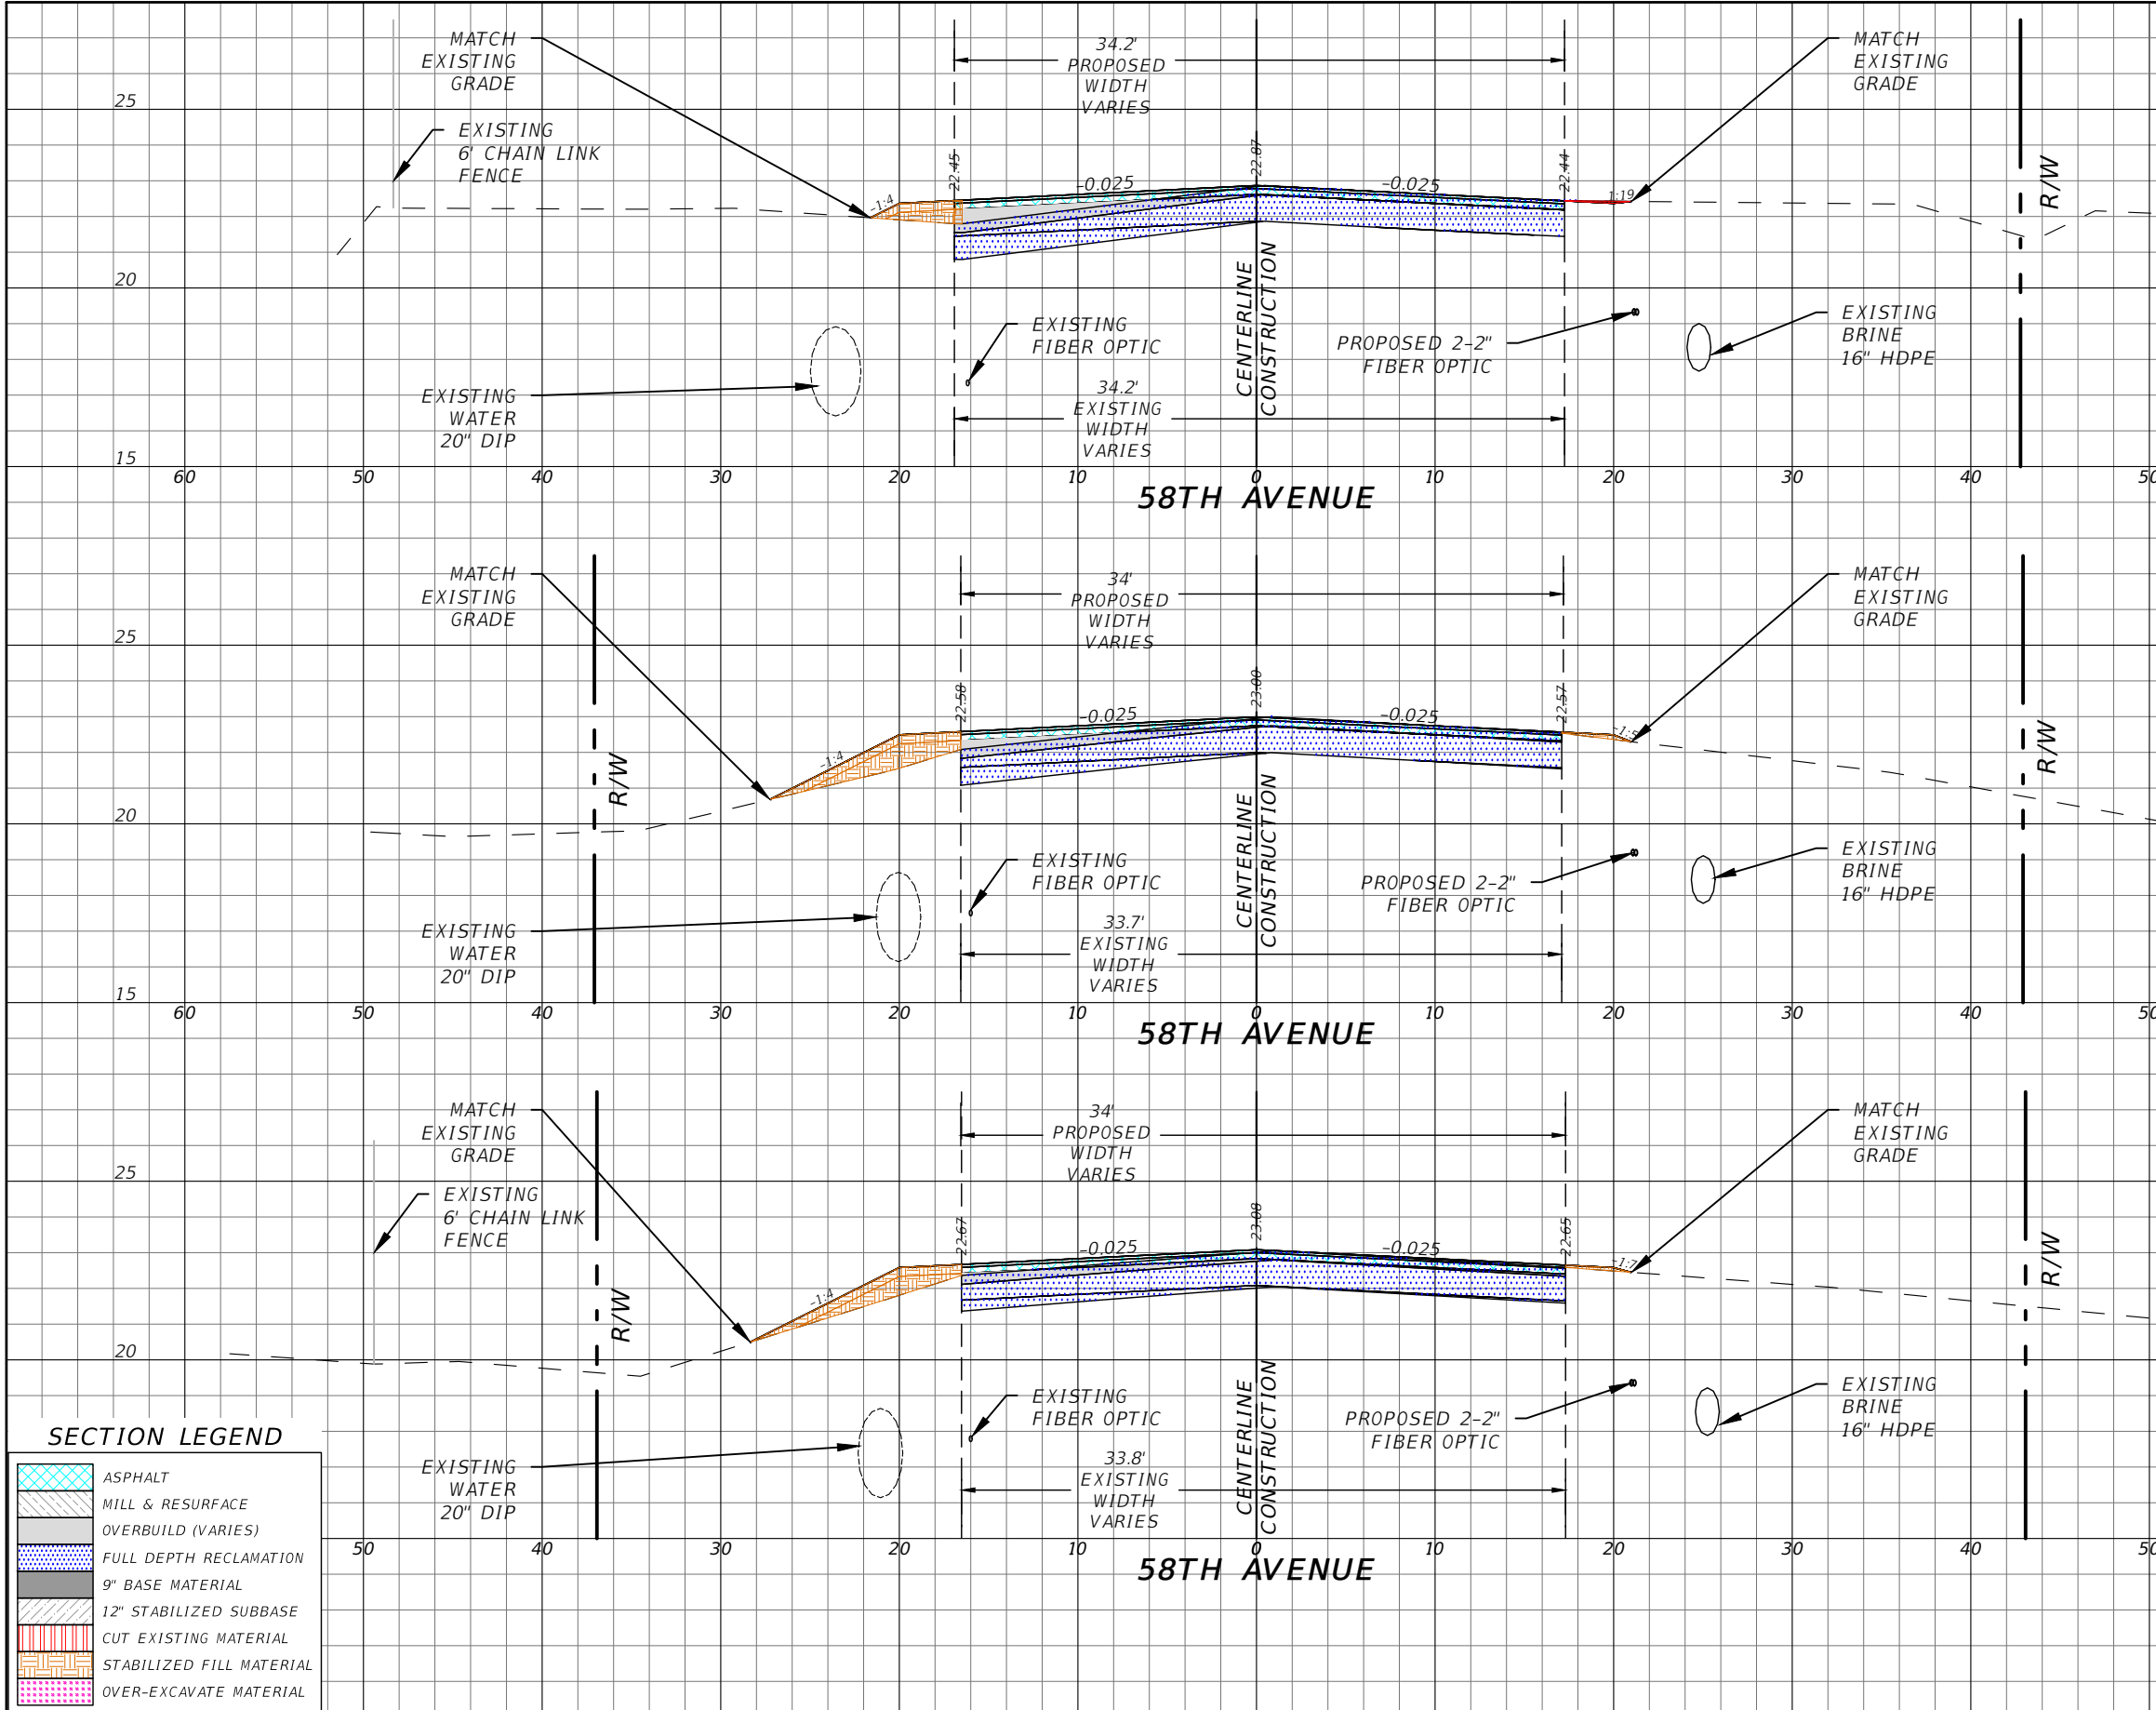 MATCH
EXISTING
GRADE
34.2'
PROPOSED
WIDTH
VARIES
MATCH
EXISTING
GRADE
25
EXISTING
6' CHAIN LINK
FENCE
22.45
22.87
22.44
-1:4
-0.025
-0.025
1:19
R/W
20
EXISTING
FIBER OPTIC
CENTERLINE
CONSTRUCTION
PROPOSED 2-2"
FIBER OPTIC
EXISTING
BRINE
16" HDPE
EXISTING
WATER
20" DIP
34.2'
EXISTING
WIDTH
VARIES
15
60 50 40 30 20 10 0 10 20 30 40 50
58TH AVENUE
MATCH
EXISTING
GRADE
34'
PROPOSED
WIDTH
VARIES
MATCH
EXISTING
GRADE
25
22.58
23.00
22.57
-1:4
-0.025
-0.025
-1:5
R/W
R/W
20
EXISTING
FIBER OPTIC
CENTERLINE
CONSTRUCTION
PROPOSED 2-2"
FIBER OPTIC
EXISTING
BRINE
16" HDPE
EXISTING
WATER
20" DIP
33.7'
EXISTING
WIDTH
VARIES
15
60 50 40 30 20 10 0 10 20 30 40 50
58TH AVENUE
MATCH
EXISTING
GRADE
34'
PROPOSED
WIDTH
VARIES
MATCH
EXISTING
GRADE
25
EXISTING
6' CHAIN LINK
FENCE
22.67
23.08
22.65
-1:4
-0.025
-0.025
-1:7
R/W
R/W
20
EXISTING
FIBER OPTIC
CENTERLINE
CONSTRUCTION
PROPOSED 2-2"
FIBER OPTIC
EXISTING
BRINE
16" HDPE
EXISTING
WATER
20" DIP
33.8'
EXISTING
WIDTH
VARIES
50 40 30 20 10 0 10 20 30 40 50
58TH AVENUE
SECTION LEGEND
ASPHALT
MILL & RESURFACE
OVERBUILD (VARIES)
FULL DEPTH RECLAMATION
9" BASE MATERIAL
12" STABILIZED SUBBASE
CUT EXISTING MATERIAL
STABILIZED FILL MATERIAL
OVER-EXCAVATE MATERIAL